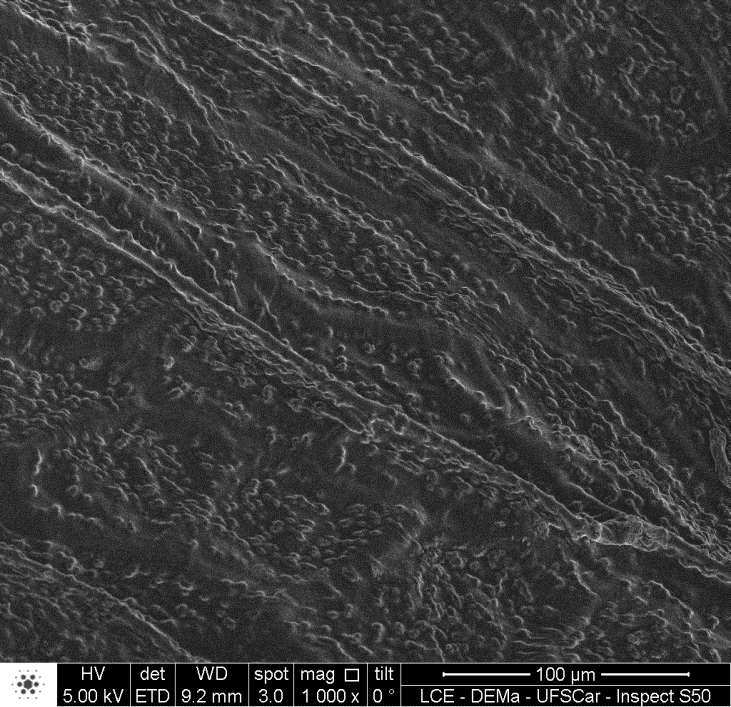 HV det WD spot mag tilt 100 µm
5.00 kV ETD 9.2 mm 3.0 1 000 x 0 ° LCE - DEMa - UFSCar - Inspect S50